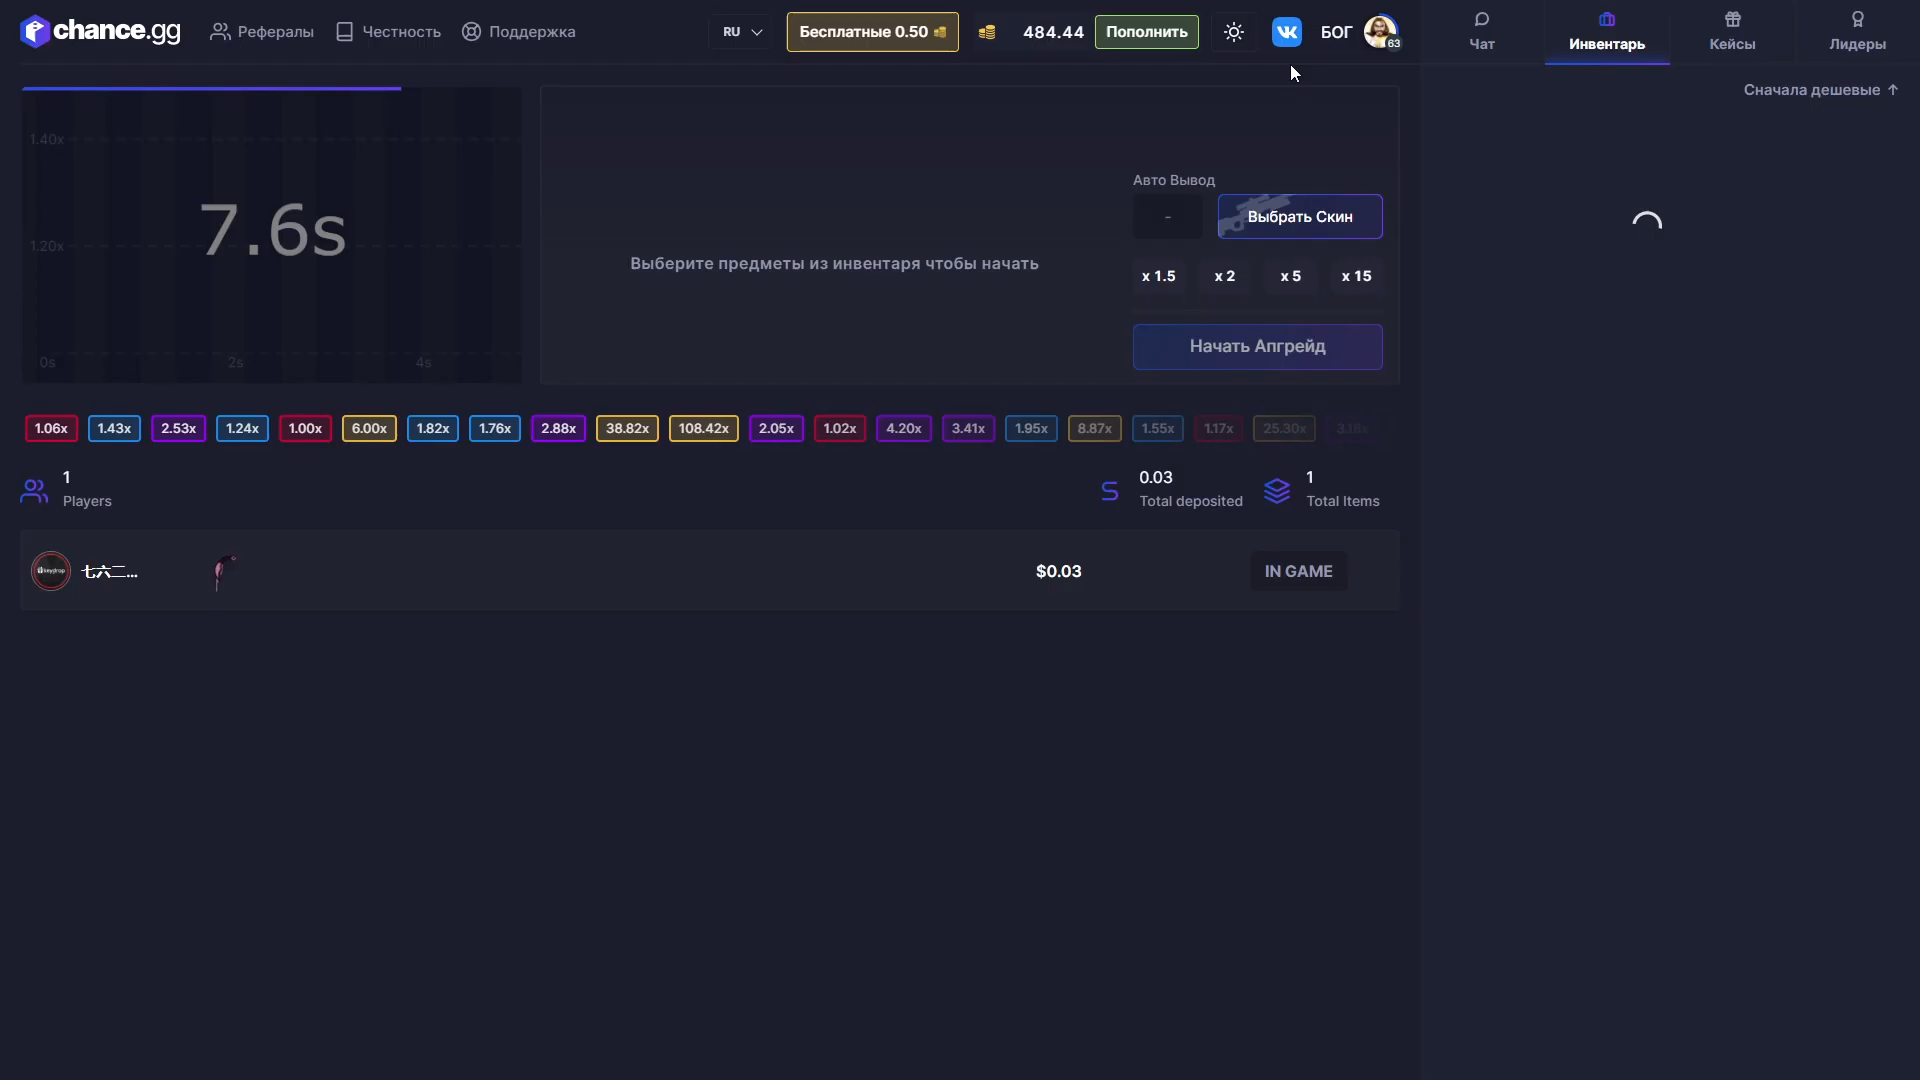 chance.gg
Рефералы
Честность
Поддержка
RU
Бесплатные 0.50
484.44
Пополнить
БОГ
63
Чат
Инвентарь
Кейсы
Лидеры
Сначала дешевые ↑
1.40x
7.6s
1.20x
0s
2s
4s
Выберите предметы из инвентаря чтобы начать
Авто Вывод
-
Выбрать Скин
x 1.5
x 2
x 5
x 15
Начать Апгрейд
1.06x
1.43x
2.53x
1.24x
1.00x
6.00x
1.82x
1.76x
2.88x
38.82x
108.42x
2.05x
1.02x
4.20x
3.41x
1.95x
8.87x
1.55x
1.17x
25.30x
1
Players
0.03
Total deposited
1
Total Items
keydrop
七六二...
$0.03
IN GAME